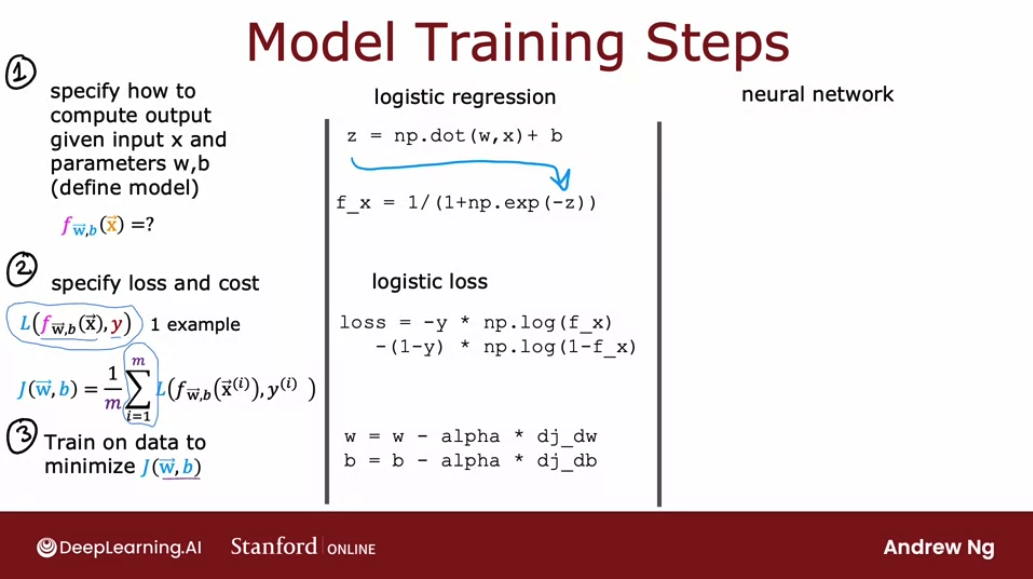 Model Training Steps
1
specify how to
compute output
given input x and
parameters w,b
(define model)
f_{\vec{w},b}(\vec{x}) =?
2
specify loss and cost
L(f_{\vec{w},b}(\vec{x}), y) 1 example
J(\vec{w}, b) = \frac{1}{m} \sum_{i=1}^{m} L(f_{\vec{w},b}(\vec{x}^{(i)}), y^{(i)} )
3
Train on data to
minimize J(\vec{w}, b)
logistic regression
z = np.dot(w,x)+ b
f_x = 1/(1+np.exp(-z))
logistic loss
loss = -y * np.log(f_x)
-(1-y) * np.log(1-f_x)
w = w - alpha * dj_dw
b = b - alpha * dj_db
neural network
DeepLearning.AI
Stanford ONLINE
Andrew Ng